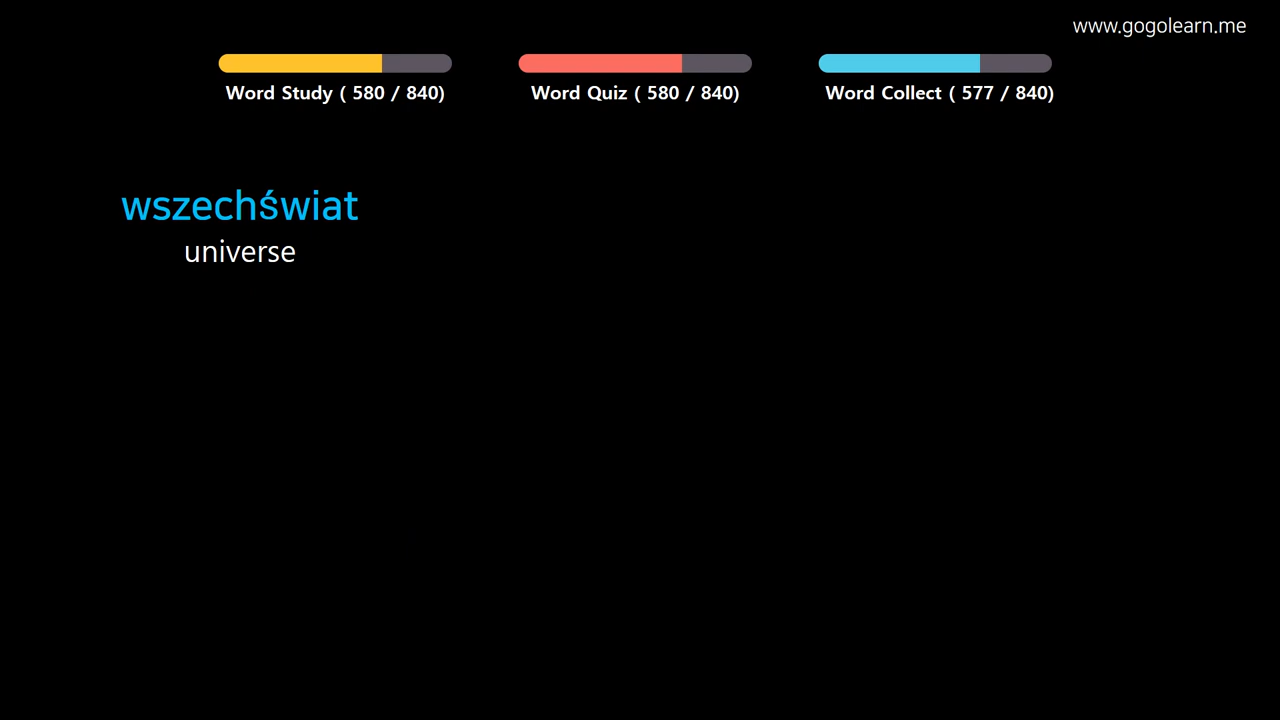 www.gogolearn.me
Word Study ( 580 / 840)
Word Quiz ( 580 / 840)
Word Collect ( 577 / 840)
wszechświat
universe